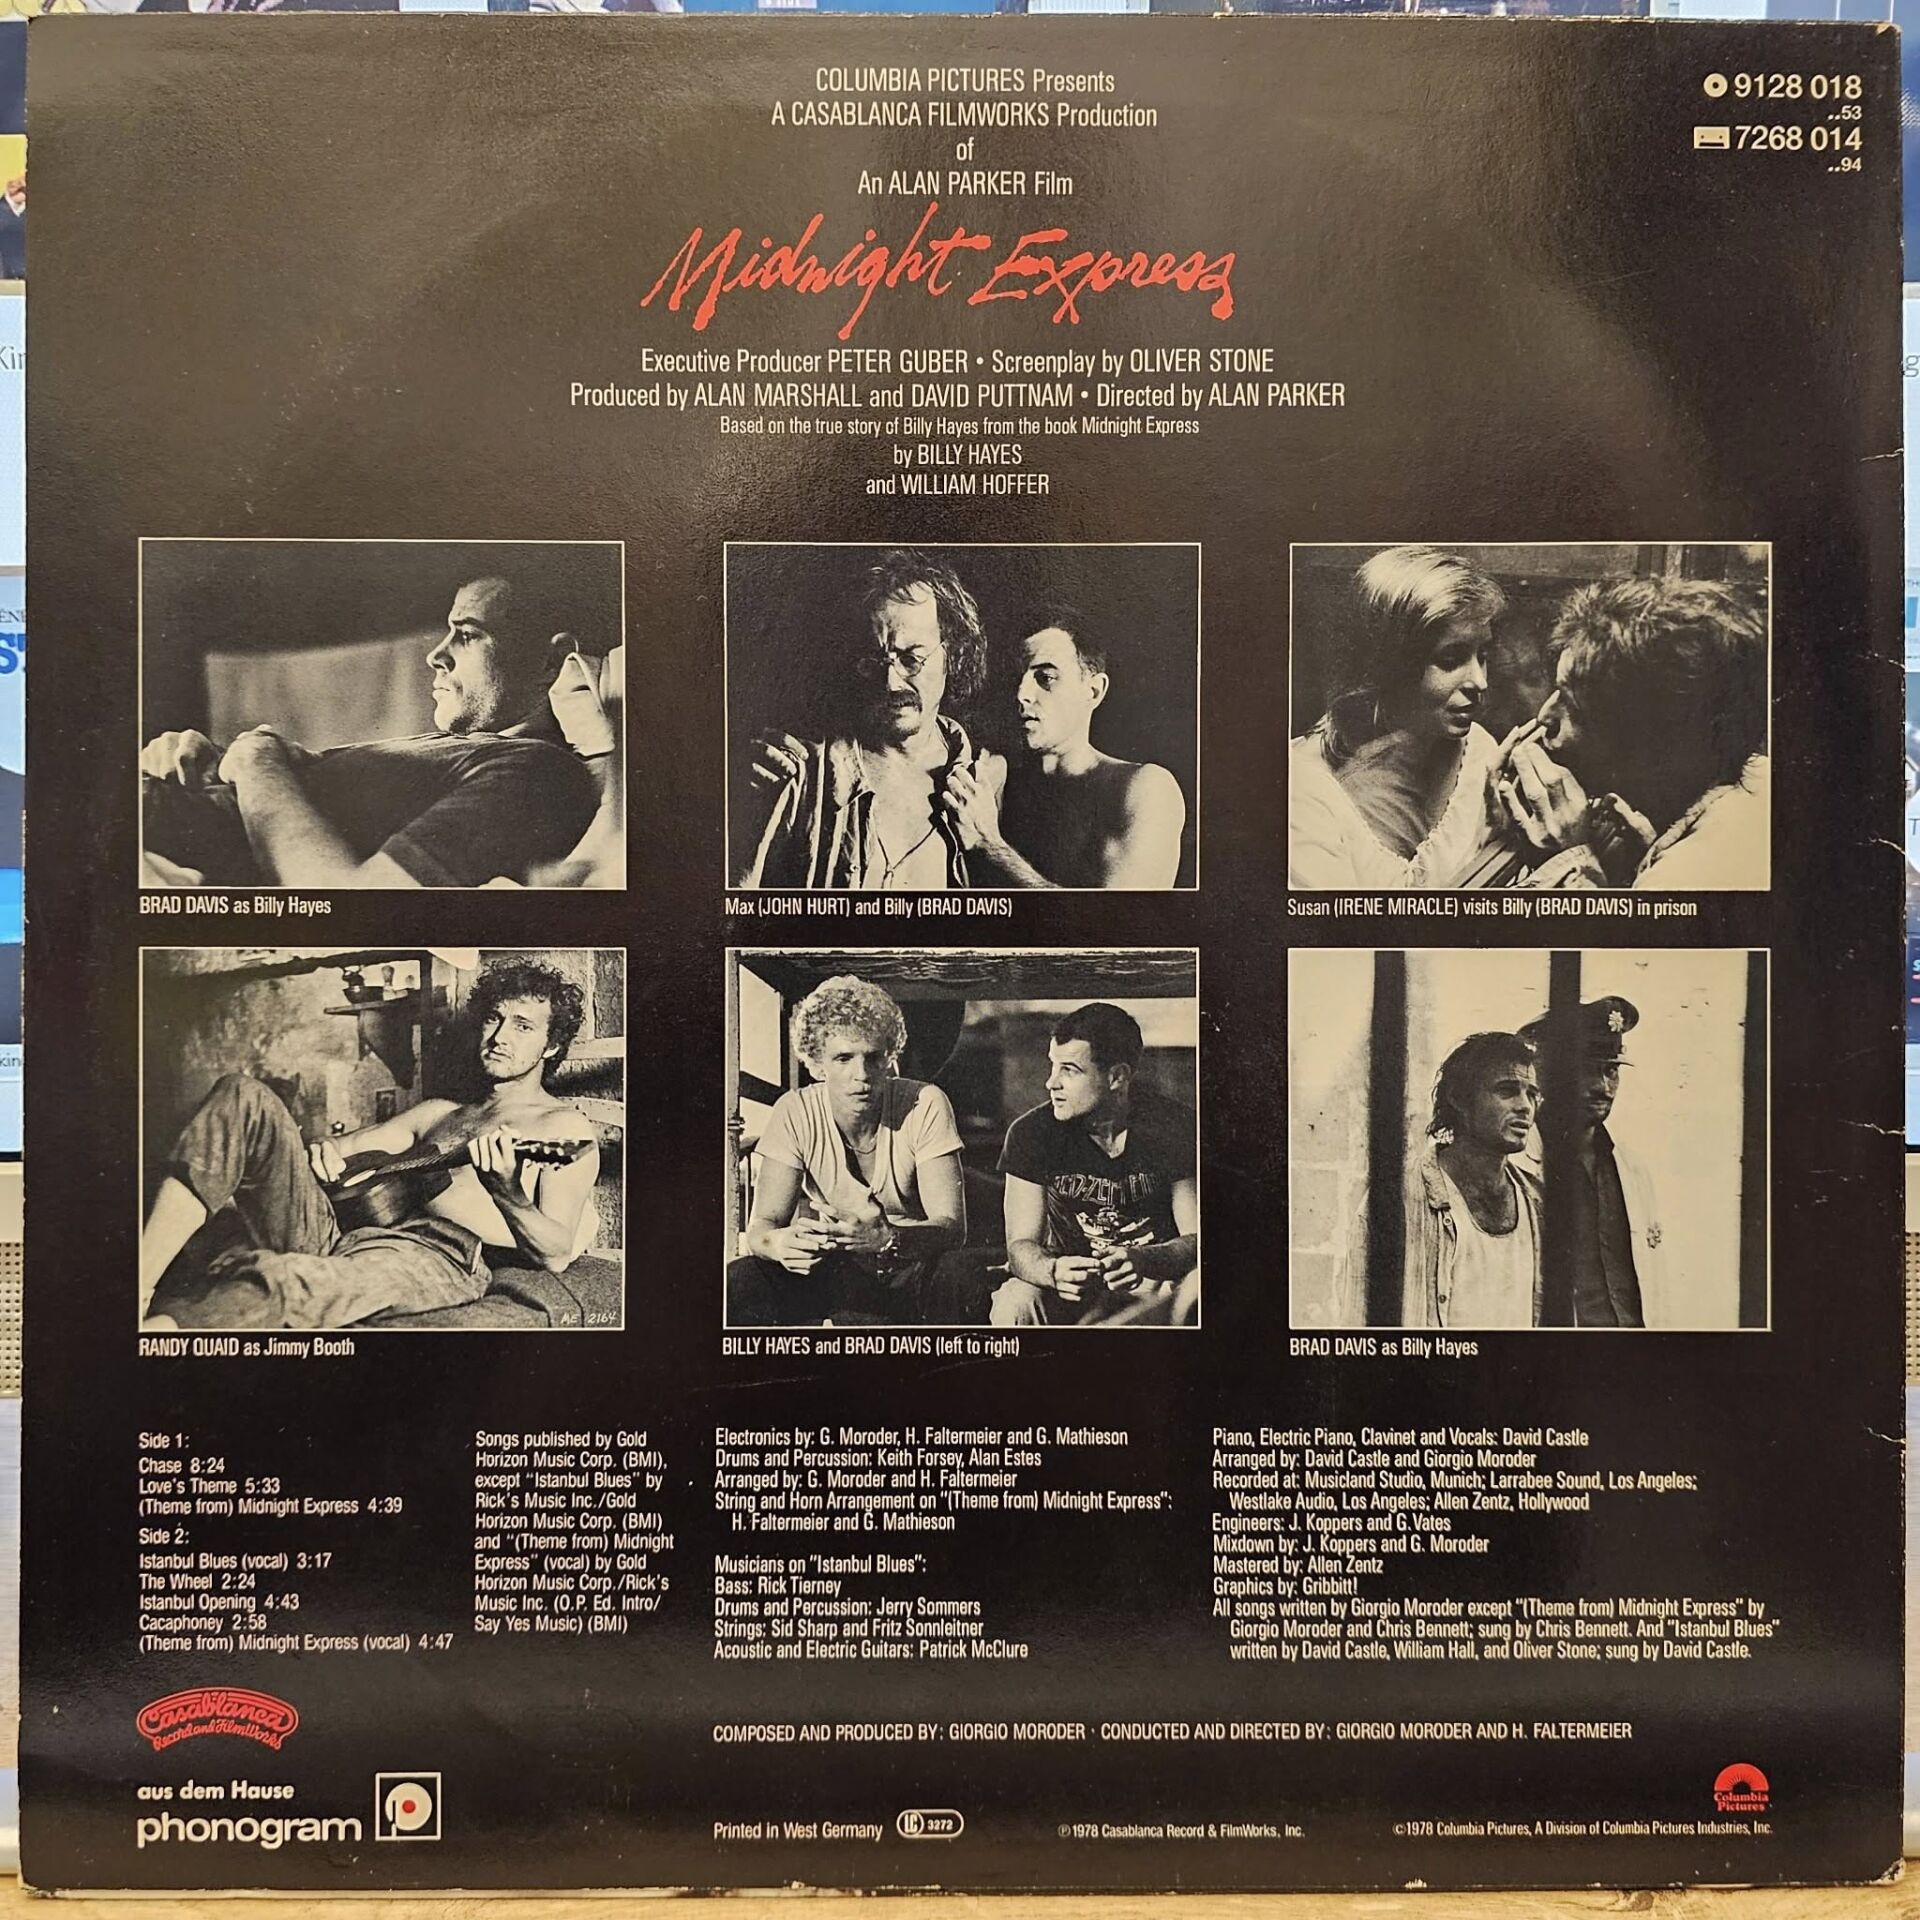 COLUMBIA PICTURES Presents
A CASABLANCA FILMWORKS Production
of
An ALAN PARKER Film
Midnight Express
9128 018
..53
7268 014
..94
Executive Producer PETER GUBER • Screenplay by OLIVER STONE
Produced by ALAN MARSHALL and DAVID PUTTNAM • Directed by ALAN PARKER
Based on the true story of Billy Hayes from the book Midnight Express
by BILLY HAYES
and WILLIAM HOFFER
BRAD DAVIS as Billy Hayes
Max (JOHN HURT) and Billy (BRAD DAVIS)
Susan (IRENE MIRACLE) visits Billy (BRAD DAVIS) in prison
ME 2164
RANDY QUAID as Jimmy Booth
BILLY HAYES and BRAD DAVIS (left to right)
BRAD DAVIS as Billy Hayes
Side 1:
Chase 8:24
Love's Theme 5:33
(Theme from) Midnight Express 4:39
Side 2:
Istanbul Blues (vocal) 3:17
The Wheel 2:24
Istanbul Opening 4:43
Cacaphoney 2:58
(Theme from) Midnight Express (vocal) 4:47
Songs published by Gold
Horizon Music Corp. (BMI),
except "Istanbul Blues" by
Rick's Music Inc./Gold
Horizon Music Corp. (BMI)
and "(Theme from) Midnight
Express" (vocal) by Gold
Horizon Music Corp./Rick's
Music Inc. (O.P. Ed. Intro/
Say Yes Music) (BMI)
Electronics by: G. Moroder, H. Faltermeier and G. Mathieson
Drums and Percussion: Keith Forsey, Alan Estes
Arranged by: G. Moroder and H. Faltermeier
String and Horn Arrangement on "(Theme from) Midnight Express":
H. Faltermeier and G. Mathieson
Musicians on "Istanbul Blues":
Bass: Rick Tierney
Drums and Percussion: Jerry Sommers
Strings: Sid Sharp and Fritz Sonnleitner
Acoustic and Electric Guitars: Patrick McClure
Piano, Electric Piano, Clavinet and Vocals: David Castle
Arranged by: David Castle and Giorgio Moroder
Recorded at: Musicland Studio, Munich; Larrabee Sound, Los Angeles;
Westlake Audio, Los Angeles; Allen Zentz, Hollywood
Engineers: J. Koppers and G. Vates
Mixdown by: J. Koppers and G. Moroder
Mastered by: Allen Zentz
Graphics by: Gribbitt!
All songs written by Giorgio Moroder except "(Theme from) Midnight Express" by
Giorgio Moroder and Chris Bennett; sung by Chris Bennett. And "Istanbul Blues"
written by David Castle, William Hall, and Oliver Stone; sung by David Castle.
Casablanca
Record and FilmWorks
COMPOSED AND PRODUCED BY: GIORGIO MORODER · CONDUCTED AND DIRECTED BY: GIORGIO MORODER AND H. FALTERMEIER
aus dem Hause
phonogram
Printed in West Germany
LC 3272
℗1978 Casablanca Record & FilmWorks, Inc.
Columbia
Pictures
©1978 Columbia Pictures, A Division of Columbia Pictures Industries, Inc.